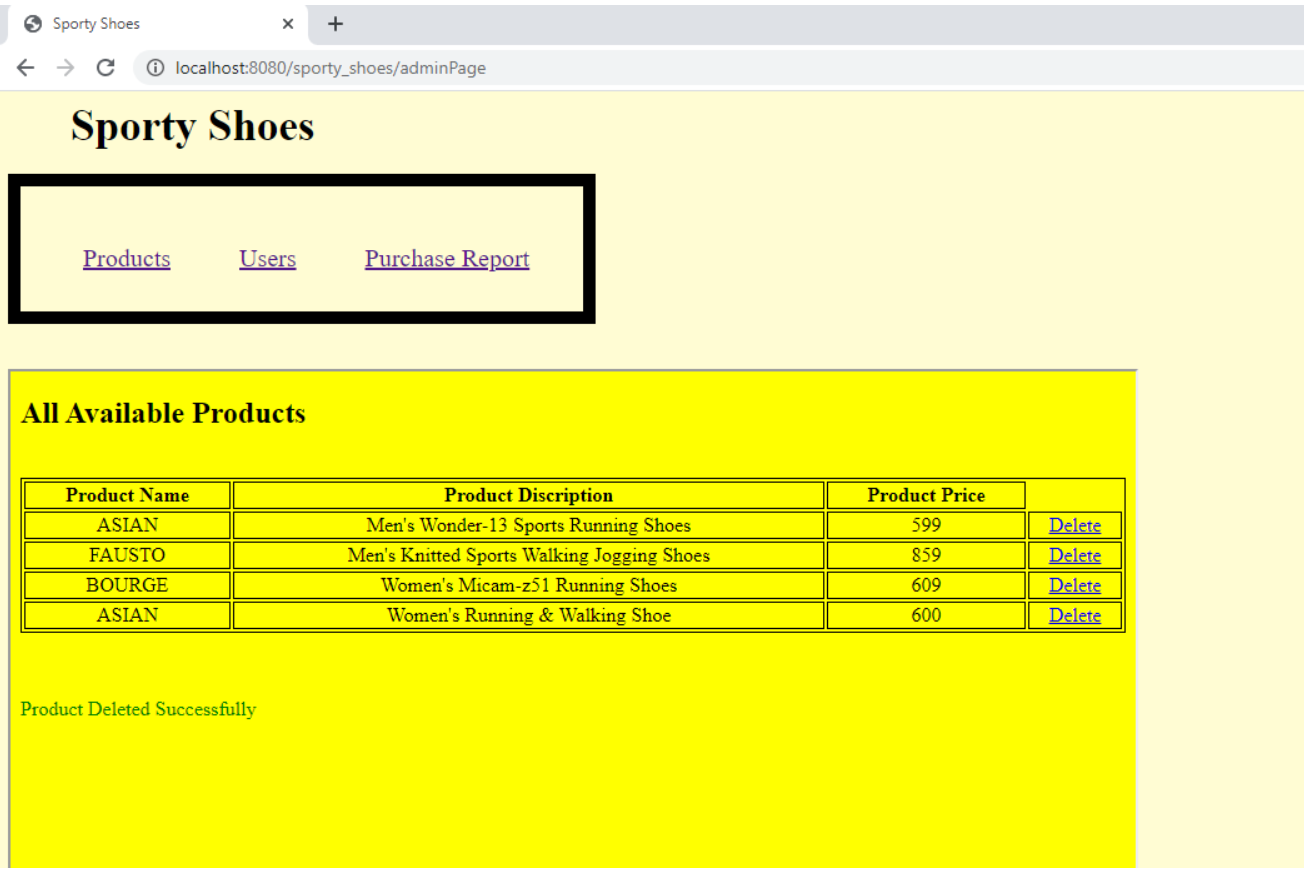 Sporty Shoes
localhost:8080/sporty_shoes/adminPage
Sporty Shoes
Products Users Purchase Report
All Available Products
Product Name Product Discription Product Price
ASIAN Men's Wonder-13 Sports Running Shoes 599 Delete
FAUSTO Men's Knitted Sports Walking Jogging Shoes 859 Delete
BOURGE Women's Micam-z51 Running Shoes 609 Delete
ASIAN Women's Running & Walking Shoe 600 Delete
Product Deleted Successfully